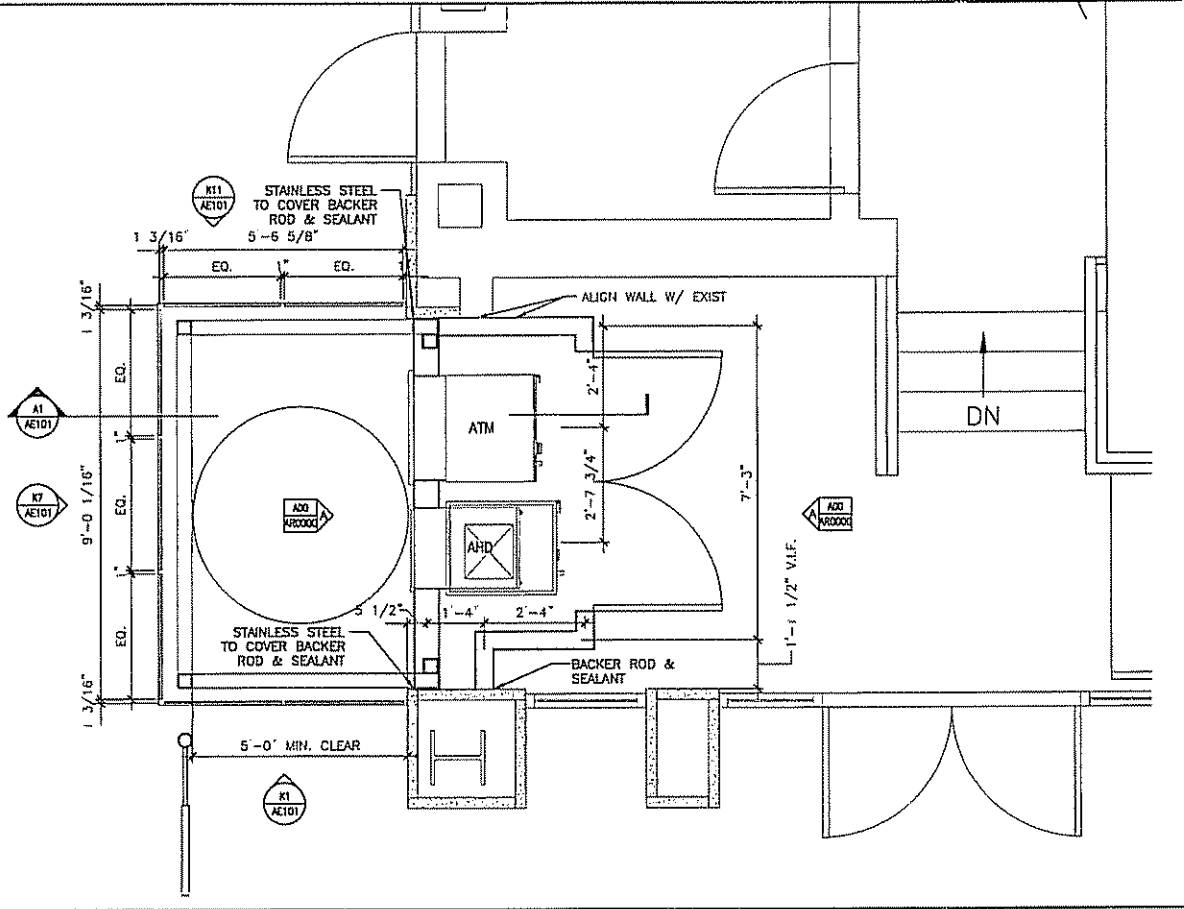 K11
AE101
STAINLESS STEEL
TO COVER BACKER
ROD & SEALANT
1 3/16"
5'-6 5/8"
EQ.
1"
EQ.
1"
ALIGN WALL W/ EXIST
1 3/16"
EQ.
1"
EQ.
1"
EQ.
9'-0 1/16"
1 3/16"
A1
AE101
K7
AE101
ATM
AHD
A
A
2'-4"
2'-7 3/4"
7'-3"
DN
5 1/2"
1'-4"
2'-4"
1'-1 1/2" V.I.F.
STAINLESS STEEL
TO COVER BACKER
ROD & SEALANT
BACKER ROD &
SEALANT
5'-0" MIN. CLEAR
K1
AE101